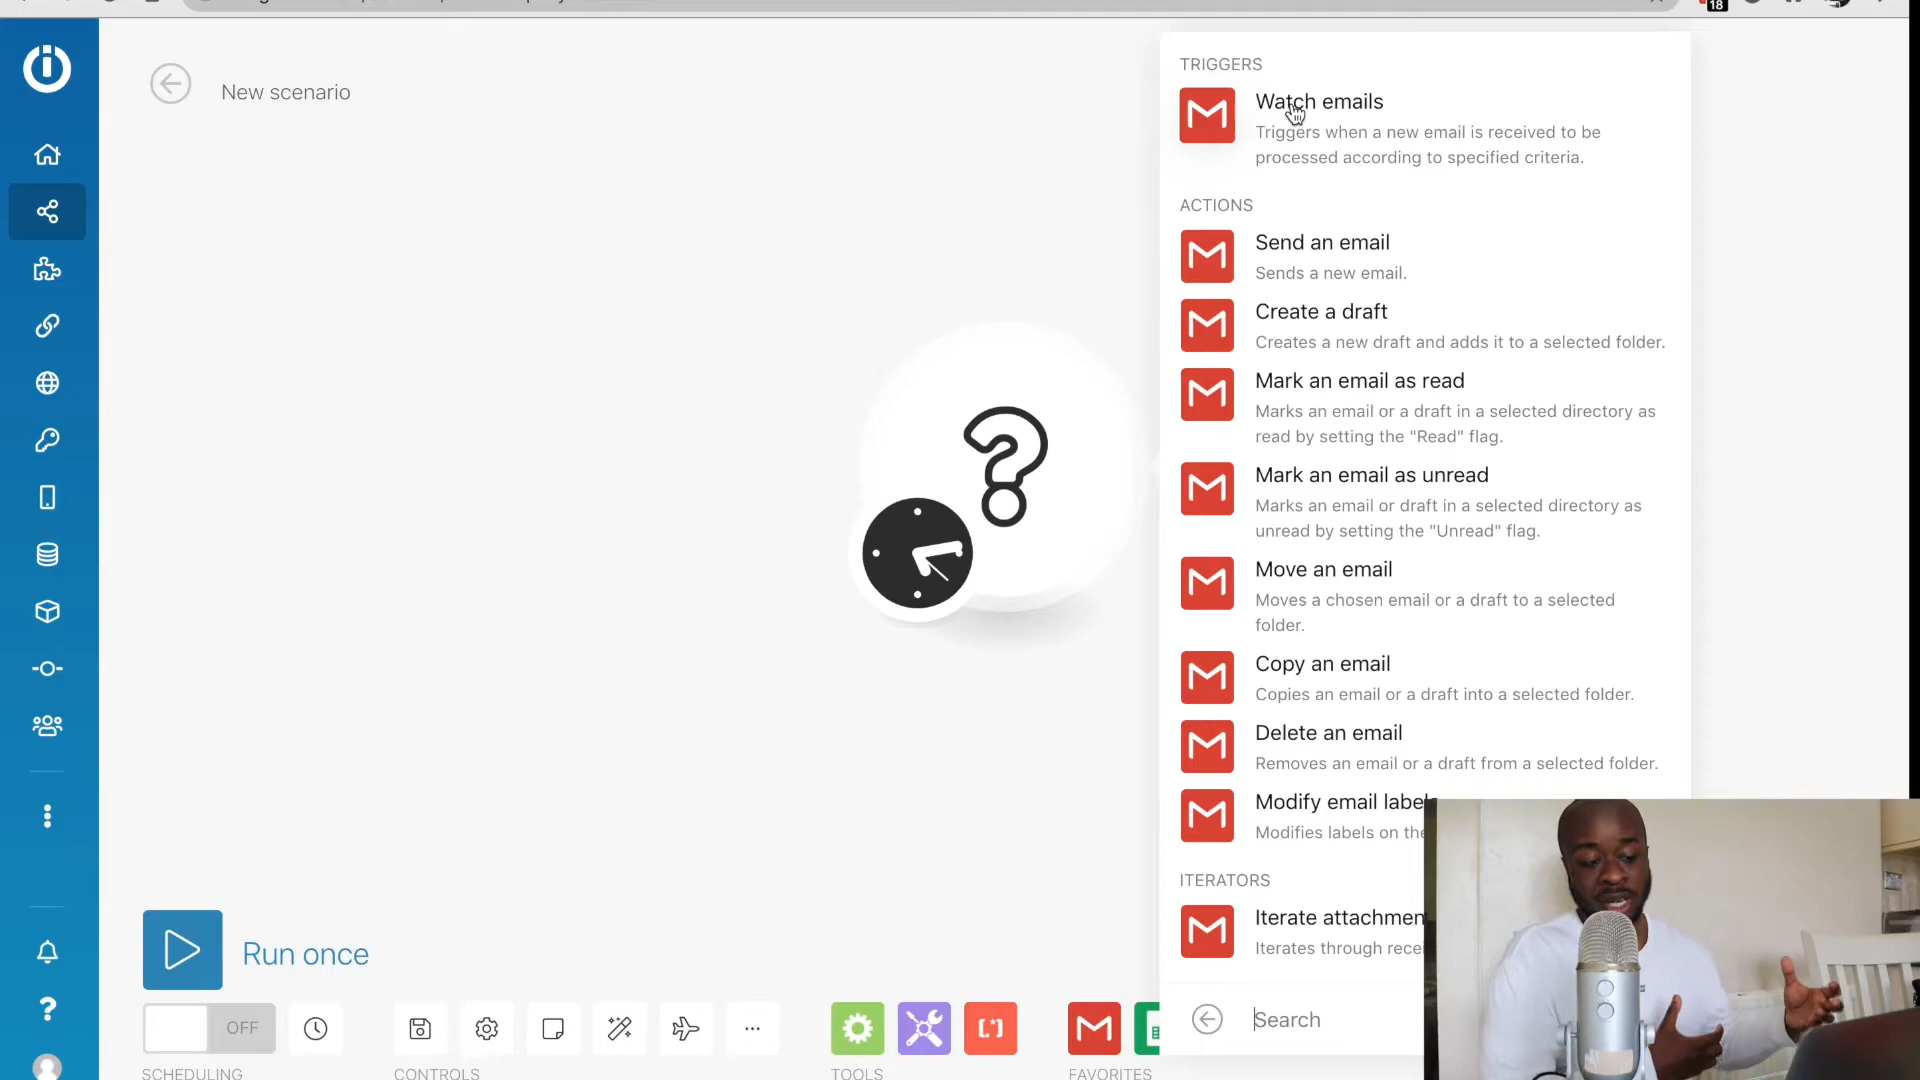 18
New scenario
TRIGGERS
Watch emails
Triggers when a new email is received to be
processed according to specified criteria.
ACTIONS
Send an email
Sends a new email.
Create a draft
Creates a new draft and adds it to a selected folder.
Mark an email as read
Marks an email or a draft in a selected directory as
read by setting the "Read" flag.
Mark an email as unread
Marks an email or draft in a selected directory as
unread by setting the "Unread" flag.
Move an email
Moves a chosen email or a draft to a selected
folder.
Copy an email
Copies an email or a draft into a selected folder.
Delete an email
Removes an email or a draft from a selected folder.
Modify email label
Modifies labels on the
ITERATORS
Iterate attachmen
Iterates through recei
Search
Run once
OFF
SCHEDULING
CONTROLS
TOOLS
FAVORITES